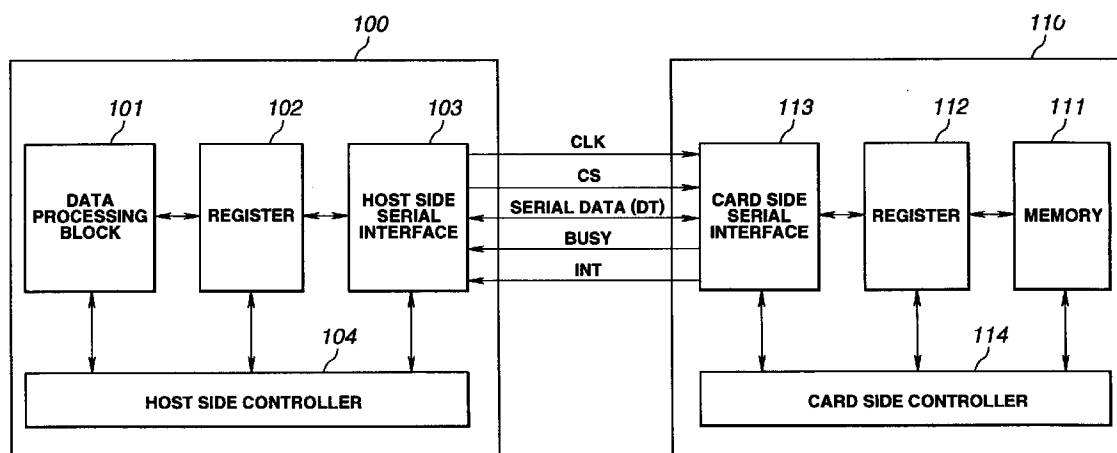 100
110
101
102
103
113
112
111
DATA
PROCESSING
BLOCK
REGISTER
HOST SIDE
SERIAL
INTERFACE
CLK
CS
SERIAL DATA (DT)
BUSY
INT
CARD SIDE
SERIAL
INTERFACE
REGISTER
MEMORY
104
114
HOST SIDE CONTROLLER
CARD SIDE CONTROLLER